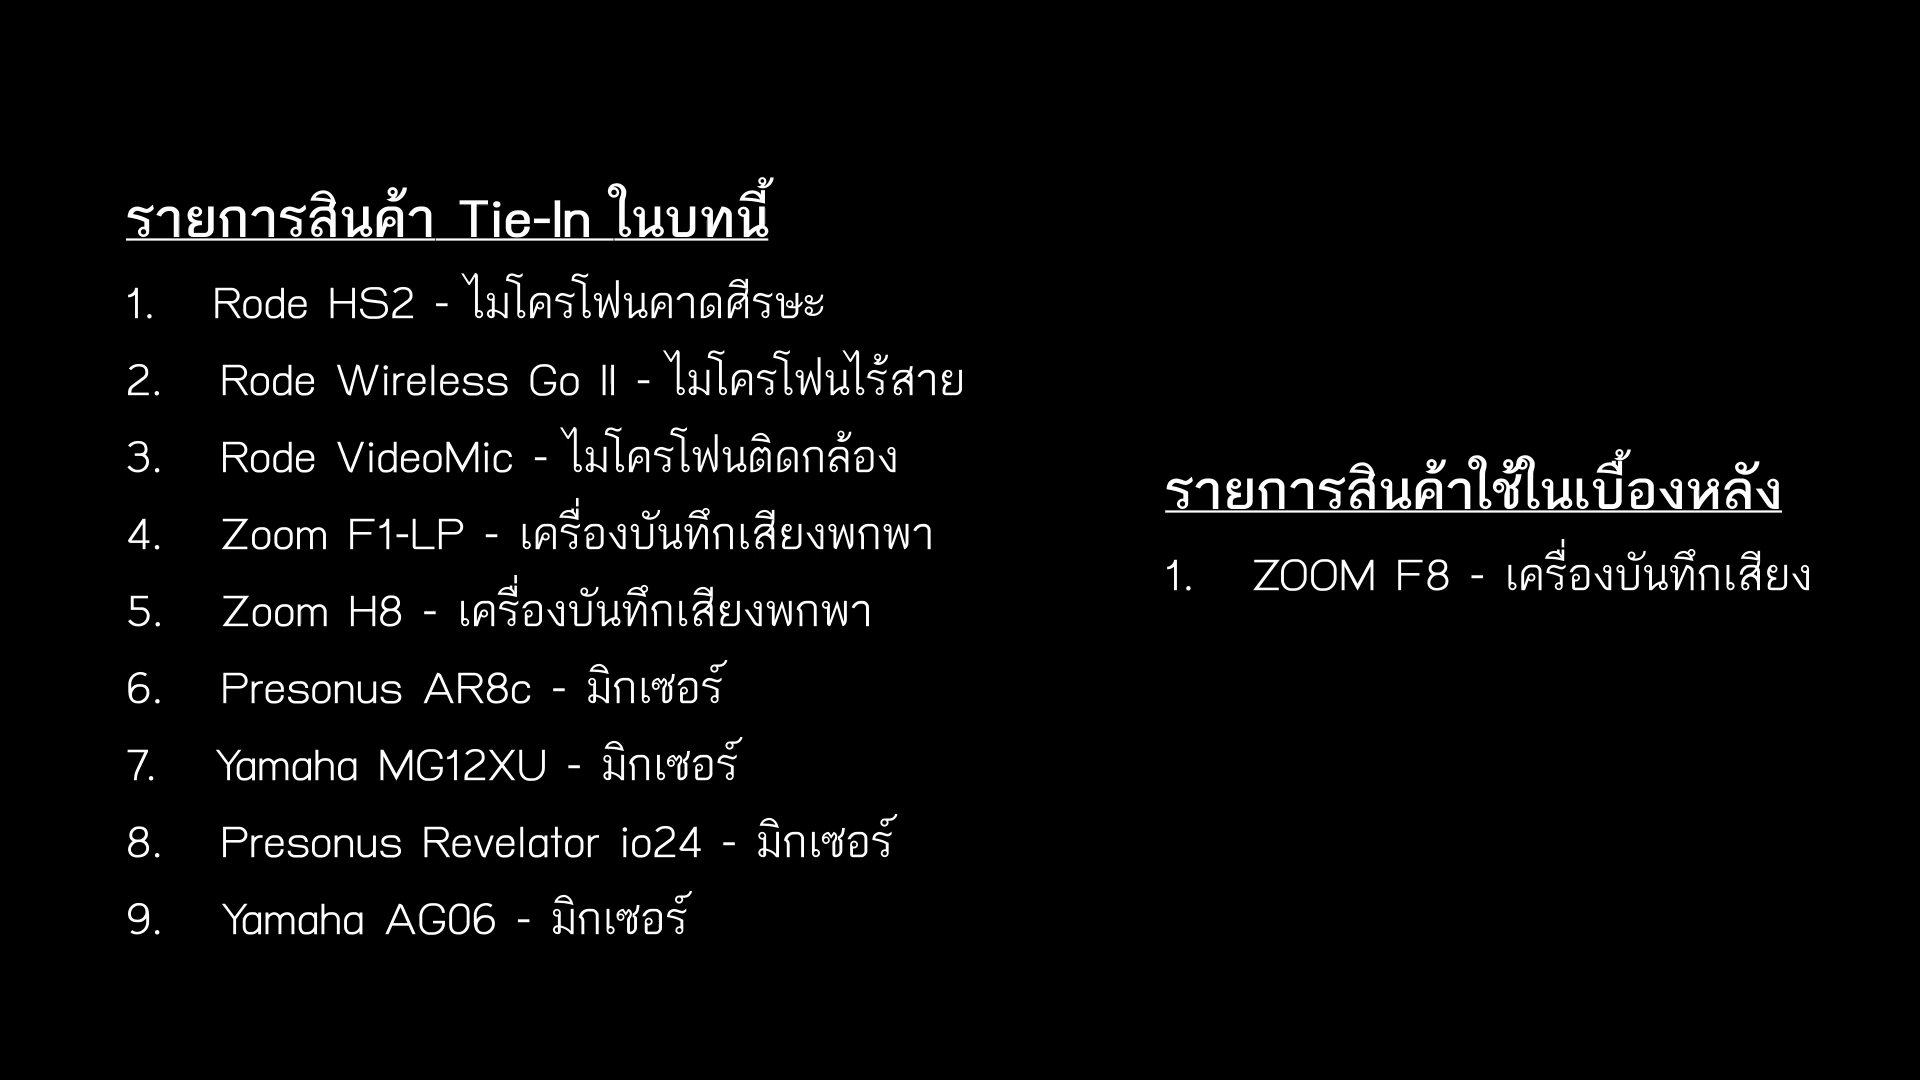 รายการสินค้า Tie-In ในบทนี้
1. Rode HS2 - ไมโครโฟนคาดศีรษะ
2. Rode Wireless Go II - ไมโครโฟนไร้สาย
3. Rode VideoMic - ไมโครโฟนติดกล้อง
4. Zoom F1-LP - เครื่องบันทึกเสียงพกพา
5. Zoom H8 - เครื่องบันทึกเสียงพกพา
6. Presonus AR8c - มิกเซอร์
7. Yamaha MG12XU - มิกเซอร์
8. Presonus Revelator io24 - มิกเซอร์
9. Yamaha AG06 - มิกเซอร์
รายการสินค้าใช้ในเบื้องหลัง
1. ZOOM F8 - เครื่องบันทึกเสียง